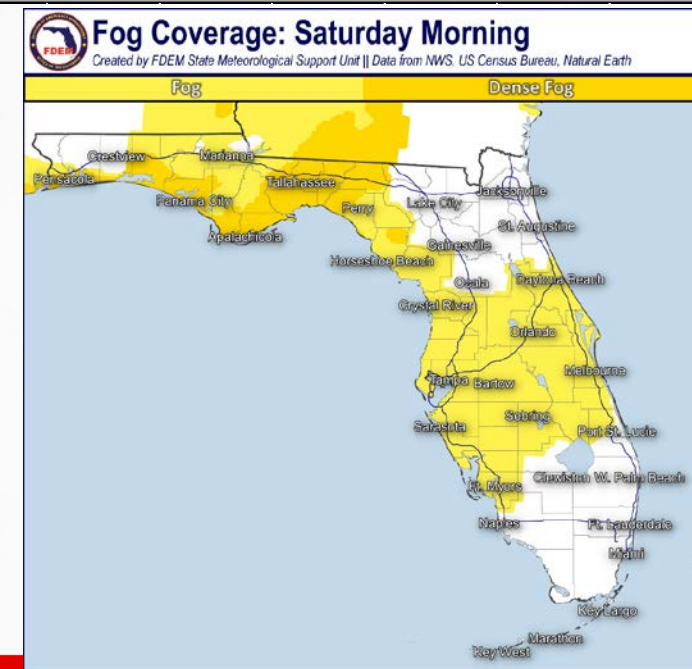 Fog Coverage: Saturday Morning
Created by FDEM State Meteorological Support Unit || Data from NWS. US Census Bureau, Natural Earth
FDEM
Fog
Dense Fog
Crestview
Marianna
Pensacola
Tallahassee
Jacksonville
Panama City
Perry
Lake City
Apalachicola
St. Augustine
Gainesville
Horseshoe Beach
Ocala
Daytona Beach
Crystal River
Orlando
Melbourne
Tampa
Bartow
Sebring
Sarasota
Port St. Lucie
Clewiston
W. Palm Beach
Ft. Myers
Naples
Ft. Lauderdale
Miami
Key Largo
Marathon
Key West